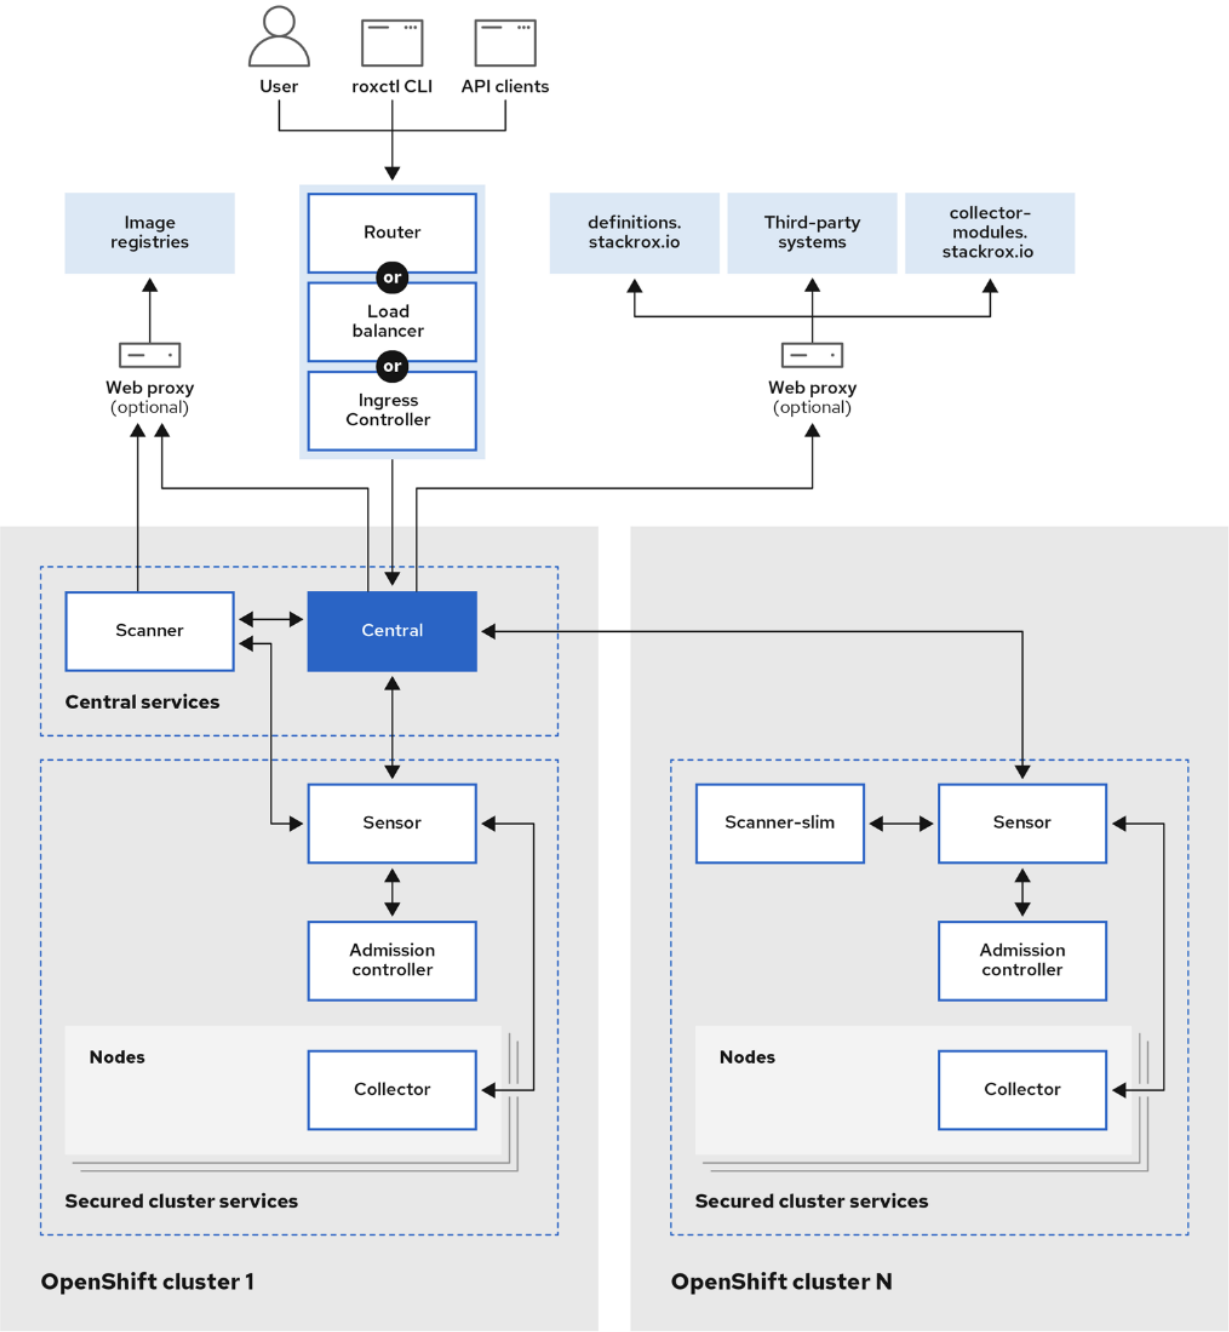 User
roxctl CLI
API clients
Image
registries
Router
or
Load
balancer
or
Ingress
Controller
definitions.
stackrox.io
Third-party
systems
collector-
modules.
stackrox.io
Web proxy
(optional)
Web proxy
(optional)
Scanner
Central
Central services
Sensor
Admission
controller
Nodes
Collector
Secured cluster services
OpenShift cluster 1
Scanner-slim
Sensor
Admission
controller
Nodes
Collector
Secured cluster services
OpenShift cluster N